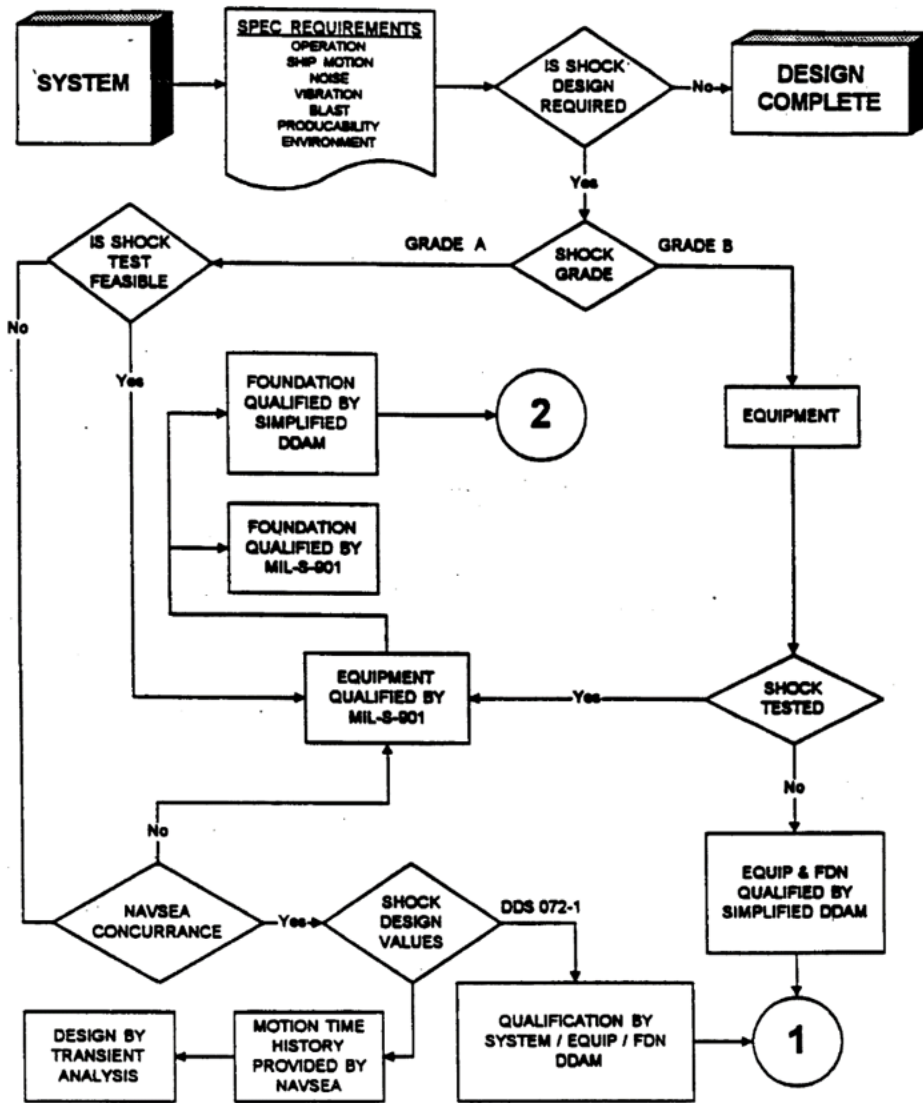 SYSTEM
SPEC REQUIREMENTS
OPERATION
SHIP MOTION
NOISE
VIBRATION
BLAST
PRODUCABILITY
ENVIRONMENT
IS SHOCK
DESIGN
REQUIRED
No
DESIGN
COMPLETE
Yes
IS SHOCK
TEST
FEASIBLE
GRADE A
SHOCK
GRADE
GRADE B
No
Yes
FOUNDATION
QUALIFIED BY
SIMPLIFIED
DDAM
2
EQUIPMENT
FOUNDATION
QUALIFIED BY
MIL-S-901
EQUIPMENT
QUALIFIED BY
MIL-S-901
Yes
SHOCK
TESTED
No
No
EQUIP & FDN
QUALIFIED BY
SIMPLIFIED DDAM
NAVSEA
CONCURRANCE
Yes
SHOCK
DESIGN
VALUES
DDS 072-1
DESIGN BY
TRANSIENT
ANALYSIS
MOTION TIME
HISTORY
PROVIDED BY
NAVSEA
QUALIFICATION BY
SYSTEM / EQUIP / FDN
DDAM
1